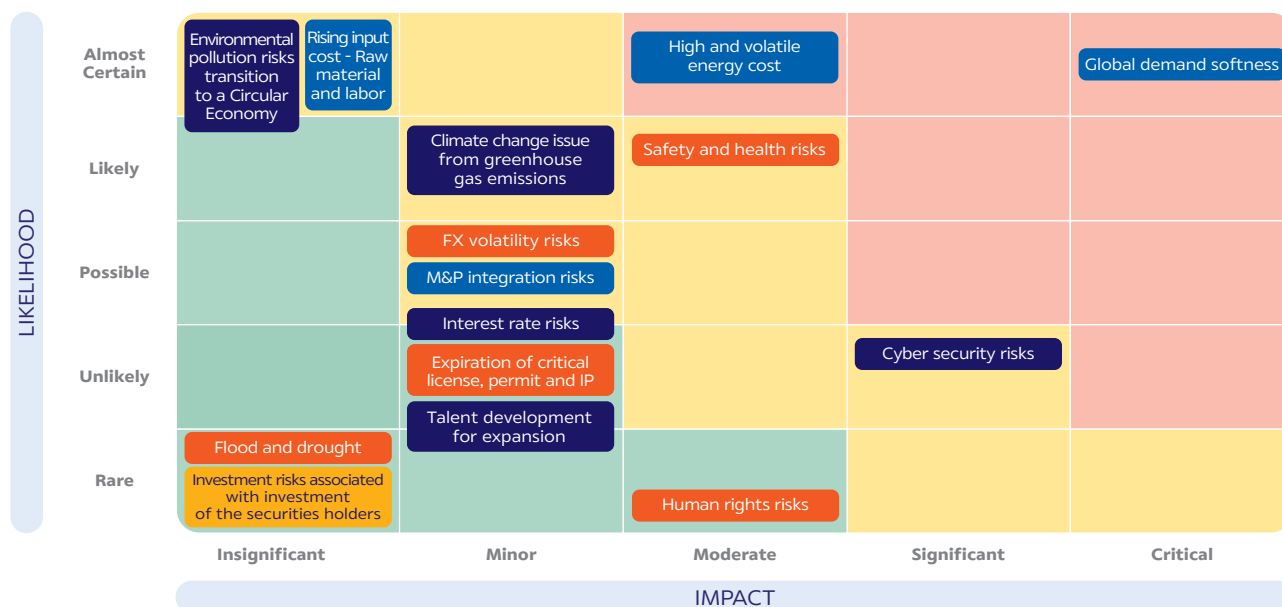 LIKELIHOOD
Almost
Certain
Environmental
pollution risks
transition
to a Circular
Economy
Rising input
cost - Raw
material
and labor
High and volatile
energy cost
Global demand softness
Likely
Climate change issue
from greenhouse
gas emissions
Safety and health risks
Possible
FX volatility risks
M&P integration risks
Interest rate risks
Unlikely
Expiration of critical
license, permit and IP
Talent development
for expansion
Cyber security risks
Rare
Flood and drought
Investment risks associated
with investment
of the securities holders
Human rights risks
Insignificant
Minor
Moderate
Significant
Critical
IMPACT